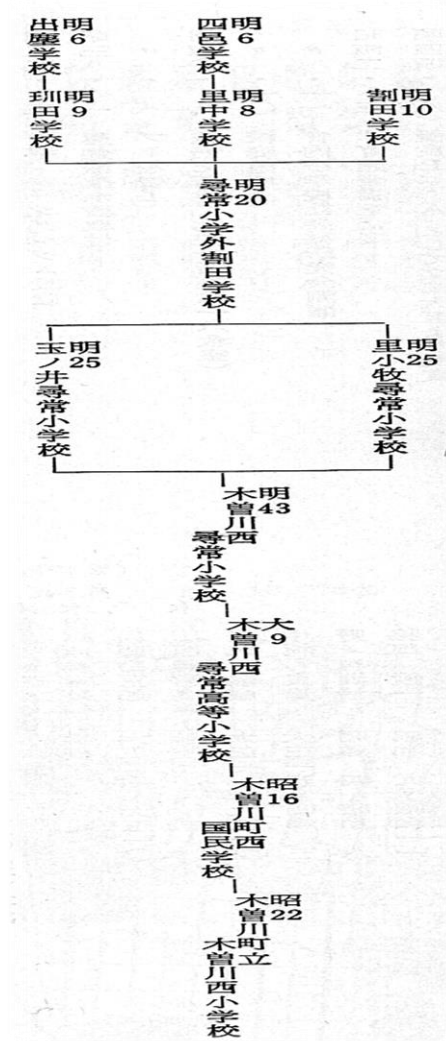 明6
四邑学校
明6
出塵学校
明10
割田学校
明8
里中学校
明9
玔田学校
明20
尋常小学外割田学校
明25
里小牧尋常小学校
明25
玉ノ井尋常小学校
明43
木曽川西
尋常小学校
大9
木曽川西
尋常高等小学校
昭16
木曽川町西
国民学校
昭22
木曽川町立
木曽川西小学校